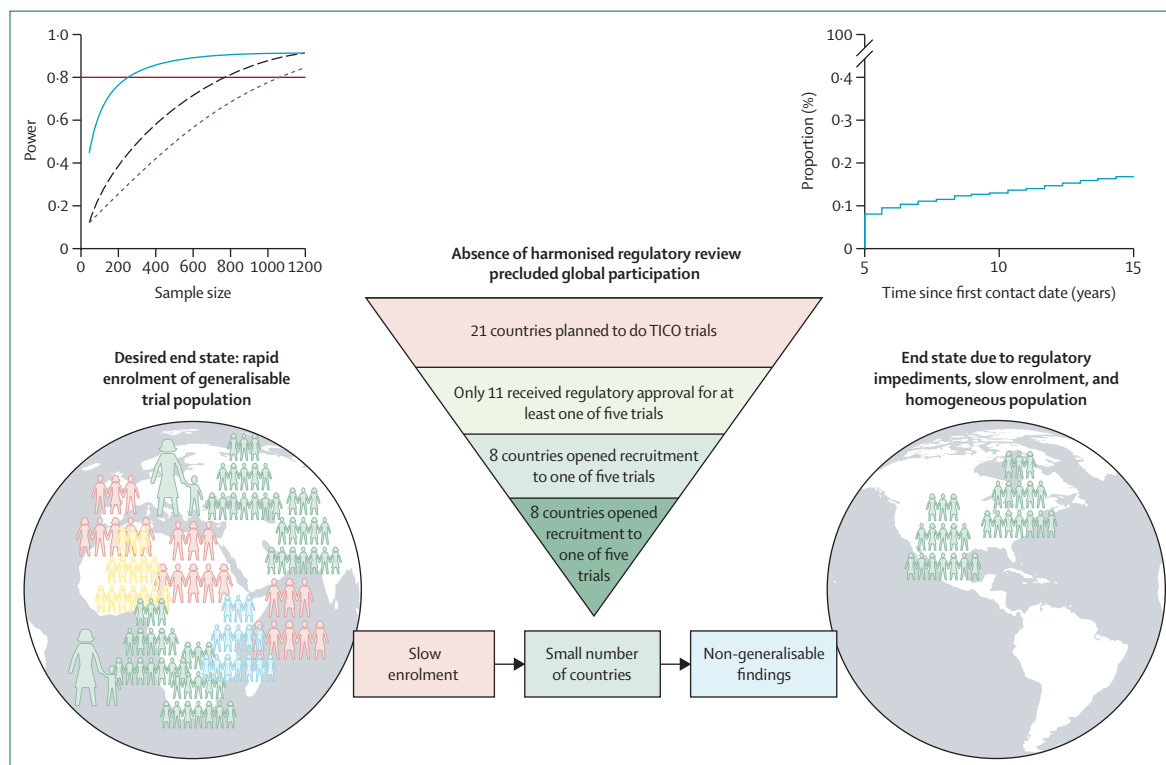 1·0
0·8
0·6
0·4
0·2
0
Power
0 200 400 600 800 1000 1200
Sample size
100
0·4
0·3
0·2
0·1
0
Proportion (%)
5 10 15
Time since first contact date (years)
Absence of harmonised regulatory review
precluded global participation
21 countries planned to do TICO trials
Only 11 received regulatory approval for at
least one of five trials
8 countries opened recruitment
to one of five trials
8 countries opened
recruitment to
one of five
trials
Desired end state: rapid
enrolment of generalisable
trial population
End state due to regulatory
impediments, slow enrolment, and
homogeneous population
Slow
enrolment
Small number
of countries
Non-generalisable
findings